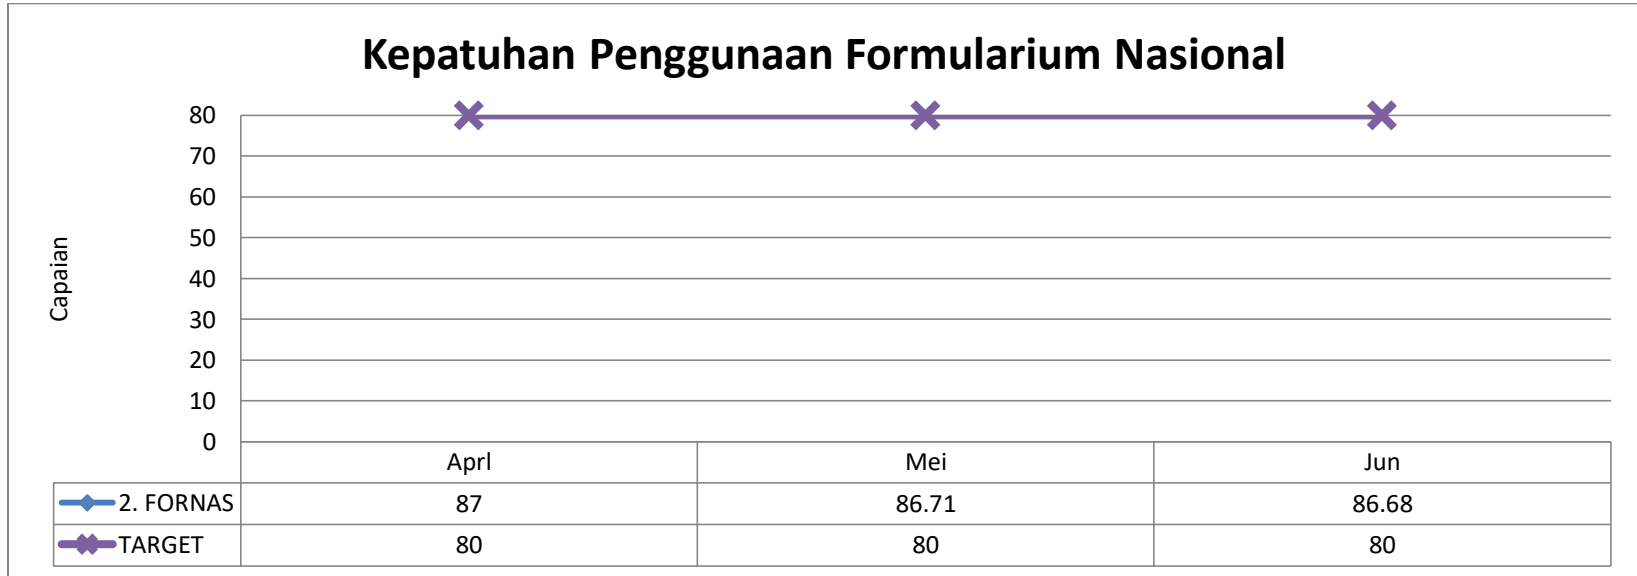 Kepatuhan Penggunaan Formularium Nasional
Capaian
80
70
60
50
40
30
20
10
0
Aprl Mei Jun
2. FORNAS 87 86.71 86.68
TARGET 80 80 80